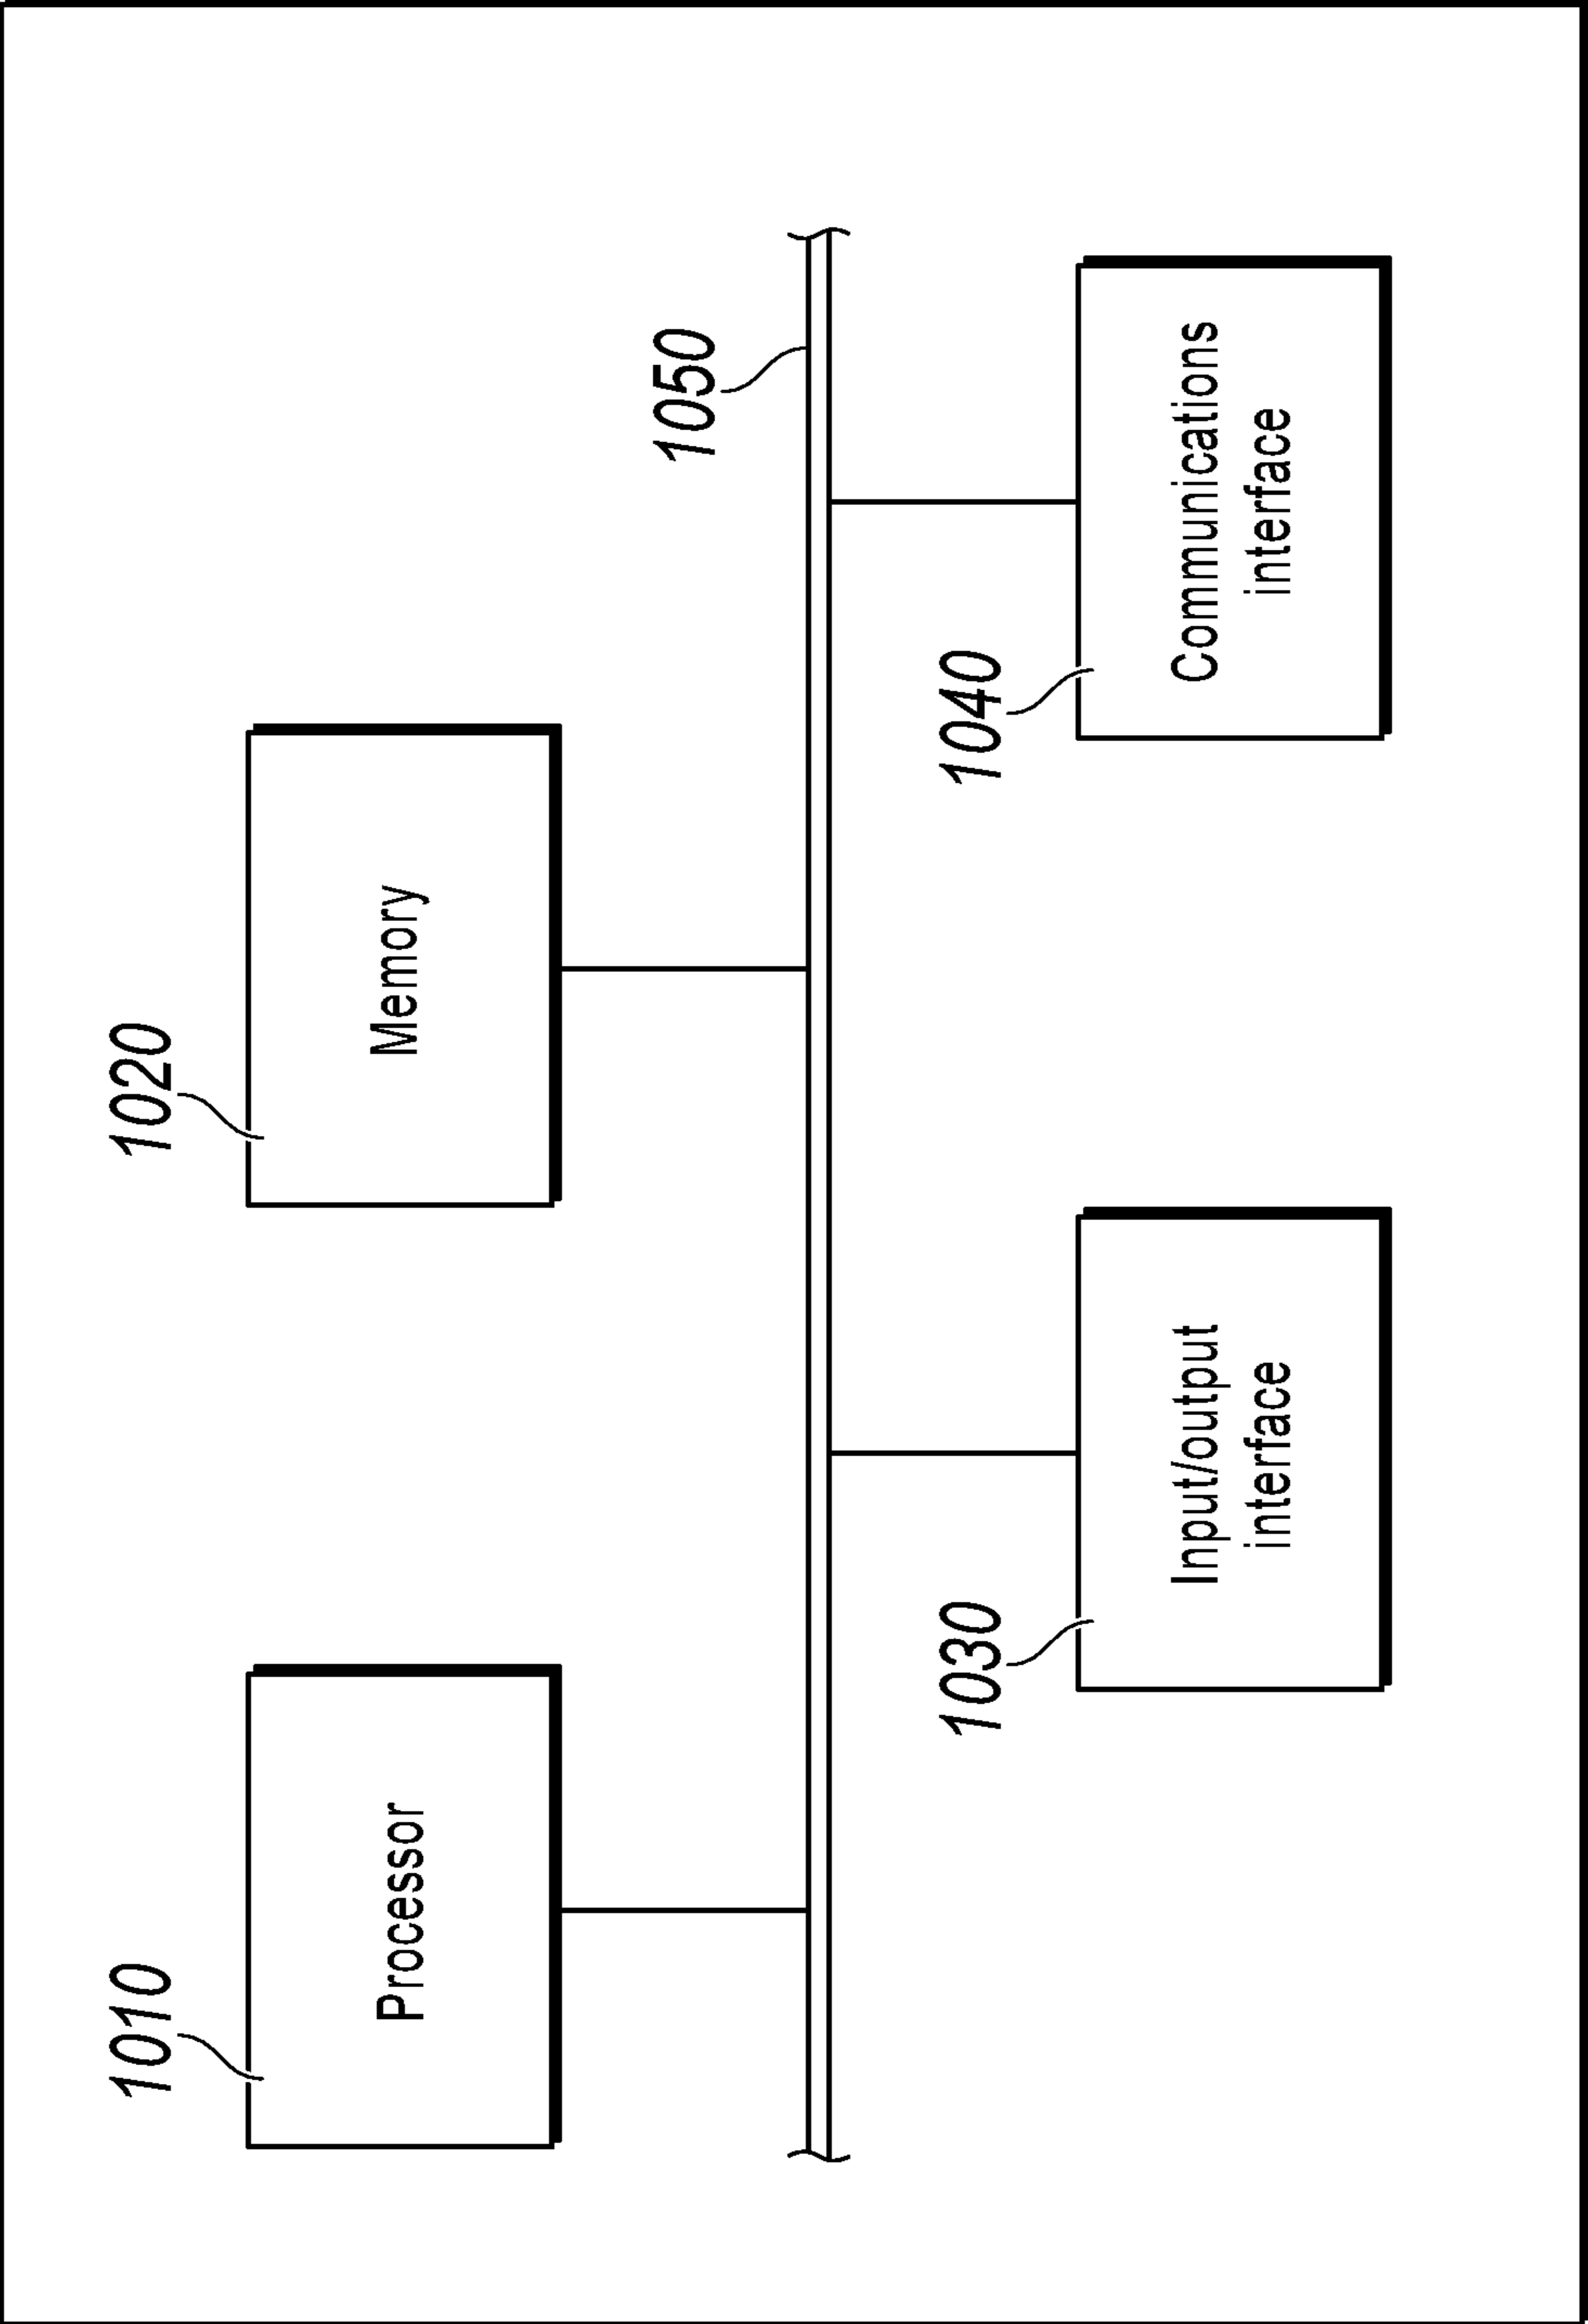 1010
Processor
1020
Memory
1050
1030
Input/output
interface
1040
Communications
interface